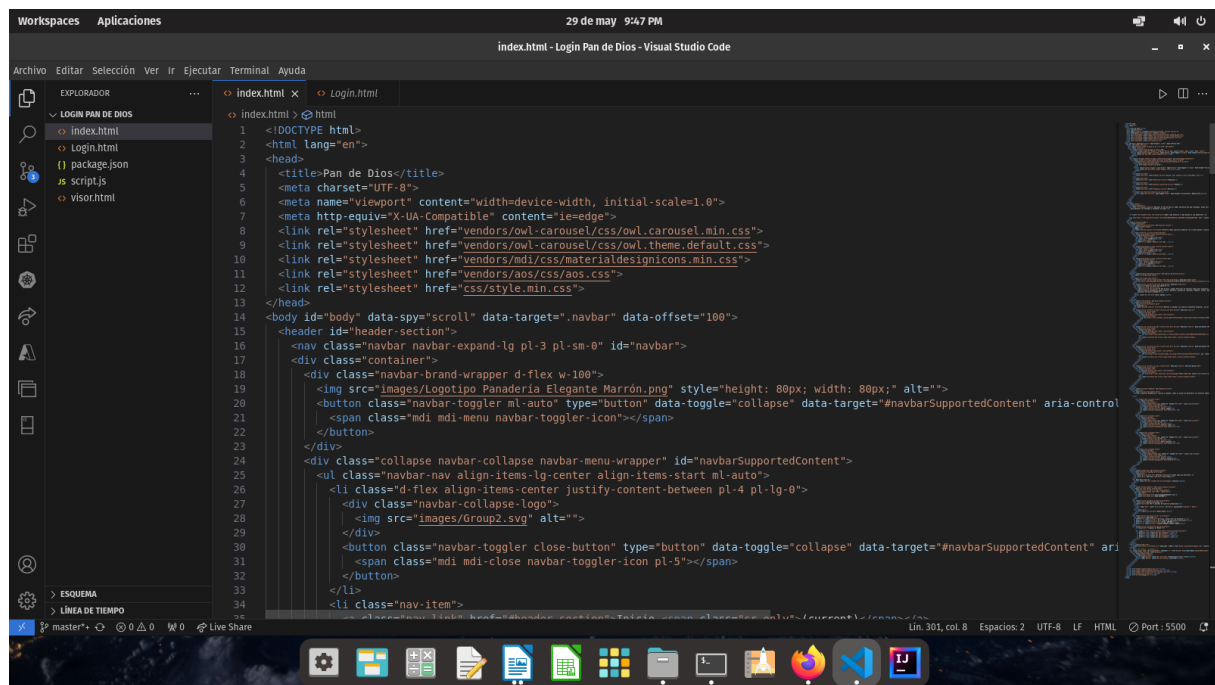 Workspaces Aplicaciones 29 de may 9:47 PM
index.html - Login Pan de Dios - Visual Studio Code
Archivo Editar Selección Ver Ir Ejecutar Terminal Ayuda
EXPLORADOR
LOGIN PAN DE DIOS
index.html
Login.html
{} package.json
JS script.js
visor.html
ESQUEMA
LÍNEA DE TIEMPO
index.html Login.html
index.html > html
1 <!DOCTYPE html>
2 <html lang="en">
3 <head>
4 <title>Pan de Dios</title>
5 <meta charset="UTF-8">
6 <meta name="viewport" content="width=device-width, initial-scale=1.0">
7 <meta http-equiv="X-UA-Compatible" content="ie=edge">
8 <link rel="stylesheet" href="vendors/owl-carousel/css/owl.carousel.min.css">
9 <link rel="stylesheet" href="vendors/owl-carousel/css/owl.theme.default.css">
10 <link rel="stylesheet" href="vendors/mdi/css/materialdesignicons.min.css">
11 <link rel="stylesheet" href="vendors/aos/css/aos.css">
12 <link rel="stylesheet" href="css/style.min.css">
13 </head>
14 <body id="body" data-spy="scroll" data-target=".navbar" data-offset="100">
15 <header id="header-section">
16 <nav class="navbar navbar-expand-lg pl-3 pl-sm-0" id="navbar">
17 <div class="container">
18 <div class="navbar-brand-wrapper d-flex w-100">
19 <img src="images/Logotipo Panadería Elegante Marrón.png" style="height: 80px; width: 80px;" alt="">
20 <button class="navbar-toggler ml-auto" type="button" data-toggle="collapse" data-target="#navbarSupportedContent" aria-control
21 <span class="mdi mdi-menu navbar-toggler-icon"></span>
22 </button>
23 </div>
24 <div class="collapse navbar-collapse navbar-menu-wrapper" id="navbarSupportedContent">
25 <ul class="navbar-nav align-items-lg-center align-items-start ml-auto">
26 <li class="d-flex align-items-center justify-content-between pl-4 pl-lg-0">
27 <div class="navbar-collapse-logo">
28 <img src="images/Group2.svg" alt="">
29 </div>
30 <button class="navbar-toggler close-button" type="button" data-toggle="collapse" data-target="#navbarSupportedContent" ari
31 <span class="mdi mdi-close navbar-toggler-icon pl-5"></span>
32 </button>
33 </li>
34 <li class="nav-item">
35 <a class="nav-link" href="#header-section">Inicio <span class="sr-only">(current)</span></a>
master*+ 0 0 0 Live Share Lín. 301, col. 8 Espacios: 2 UTF-8 LF HTML Port : 5500